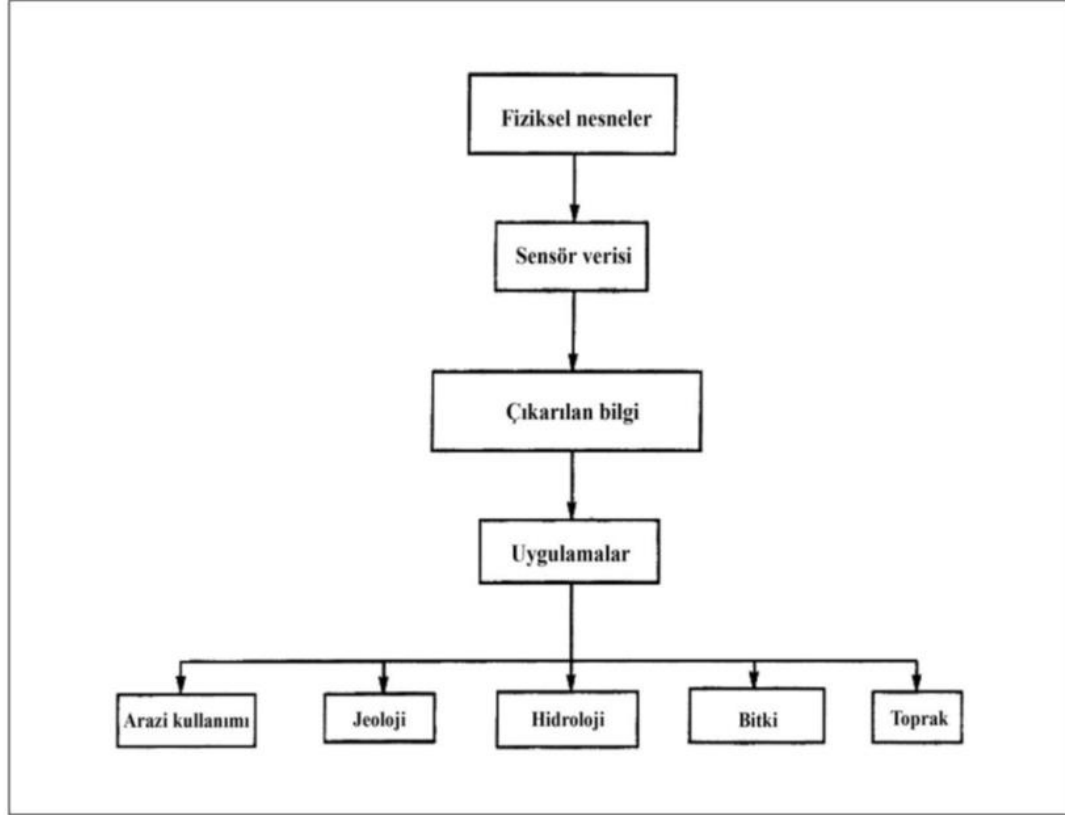 Fiziksel nesneler
Sensör verisi
Çıkarılan bilgi
Uygulamalar
Arazi kullanımı
Jeoloji
Hidroloji
Bitki
Toprak